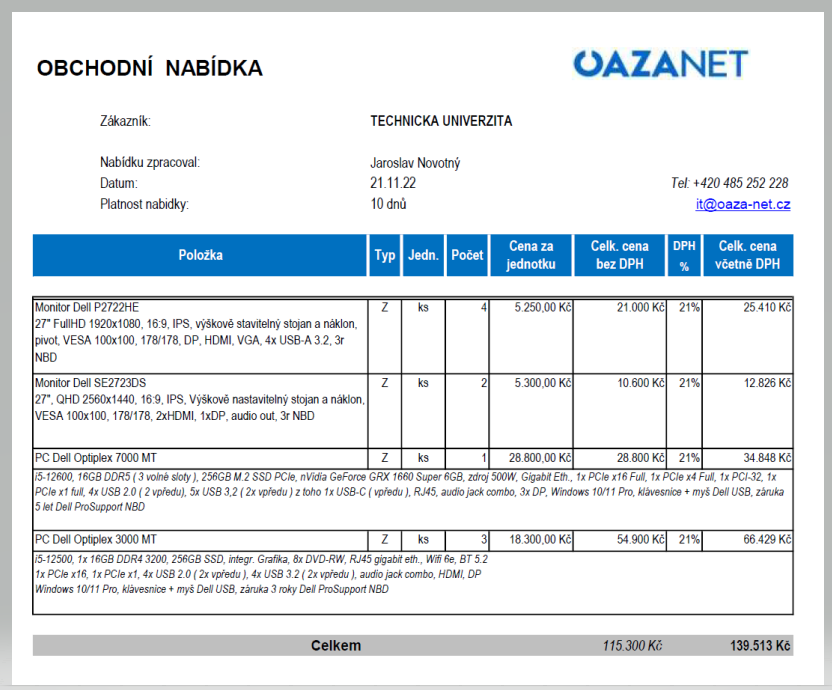 OBCHODNÍ NABÍDKA
OAZANET
Zákazník: TECHNICKA UNIVERZITA
Nabídku zpracoval: Jaroslav Novotný
Datum: 21.11.22 Tel: +420 485 252 228
Platnost nabidky: 10 dnů it@oaza-net.cz
Položka Typ Jedn. Počet Cena za jednotku Celk. cena bez DPH DPH % Celk. cena včetně DPH
Monitor Dell P2722HE Z ks 4 5.250,00 Kč 21.000 Kč 21% 25.410 Kč
27" FullHD 1920x1080, 16:9, IPS, výškově stavitelný stojan a náklon,
pivot, VESA 100x100, 178/178, DP, HDMI, VGA, 4x USB-A 3.2, 3r
NBD
Monitor Dell SE2723DS Z ks 2 5.300,00 Kč 10.600 Kč 21% 12.826 Kč
27", QHD 2560x1440, 16:9, IPS, Výškově nastavitelný stojan a náklon,
VESA 100x100, 178/178, 2xHDMI, 1xDP, audio out, 3r NBD
PC Dell Optiplex 7000 MT Z ks 1 28.800,00 Kč 28.800 Kč 21% 34.848 Kč
i5-12600, 16GB DDR5 ( 3 volné sloty ), 256GB M.2 SSD PCIe, nVidia GeForce GRX 1660 Super 6GB, zdroj 500W, Gigabit Eth., 1x PCIe x16 Full, 1x PCIe x4 Full, 1x PCI-32, 1x
PCIe x1 full, 4x USB 2.0 ( 2 vpředu), 5x USB 3,2 ( 2x vpředu ) z toho 1x USB-C ( vpředu ), RJ45, audio jack combo, 3x DP, Windows 10/11 Pro, klávesnice + myš Dell USB, záruka
5 let Dell ProSupport NBD
PC Dell Optiplex 3000 MT Z ks 3 18.300,00 Kč 54.900 Kč 21% 66.429 Kč
i5-12500, 1x 16GB DDR4 3200, 256GB SSD, integr. Grafika, 8x DVD-RW, RJ45 gigabit eth., Wifi 6e, BT 5.2
1x PCIe x16, 1x PCIe x1, 4x USB 2.0 ( 2x vpředu ), 4x USB 3.2 ( 2x vpředu ), audio jack combo, HDMI, DP
Windows 10/11 Pro, klávesnice + myš Dell USB, záruka 3 roky Dell ProSupport NBD
Celkem 115.300 Kč 139.513 Kč